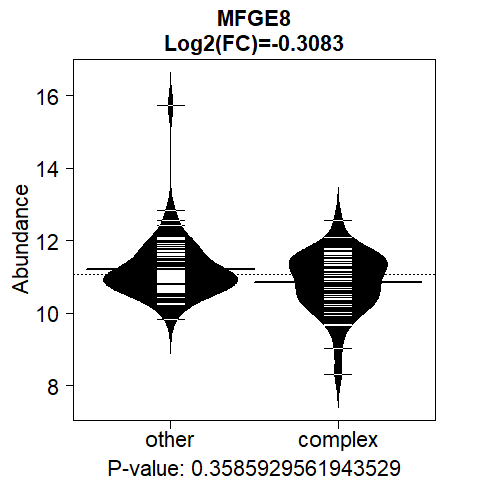 MFGE8
Log2(FC)=-0.3083
Abundance
16
14
12
10
8
other complex
P-value: 0.3585929561943529